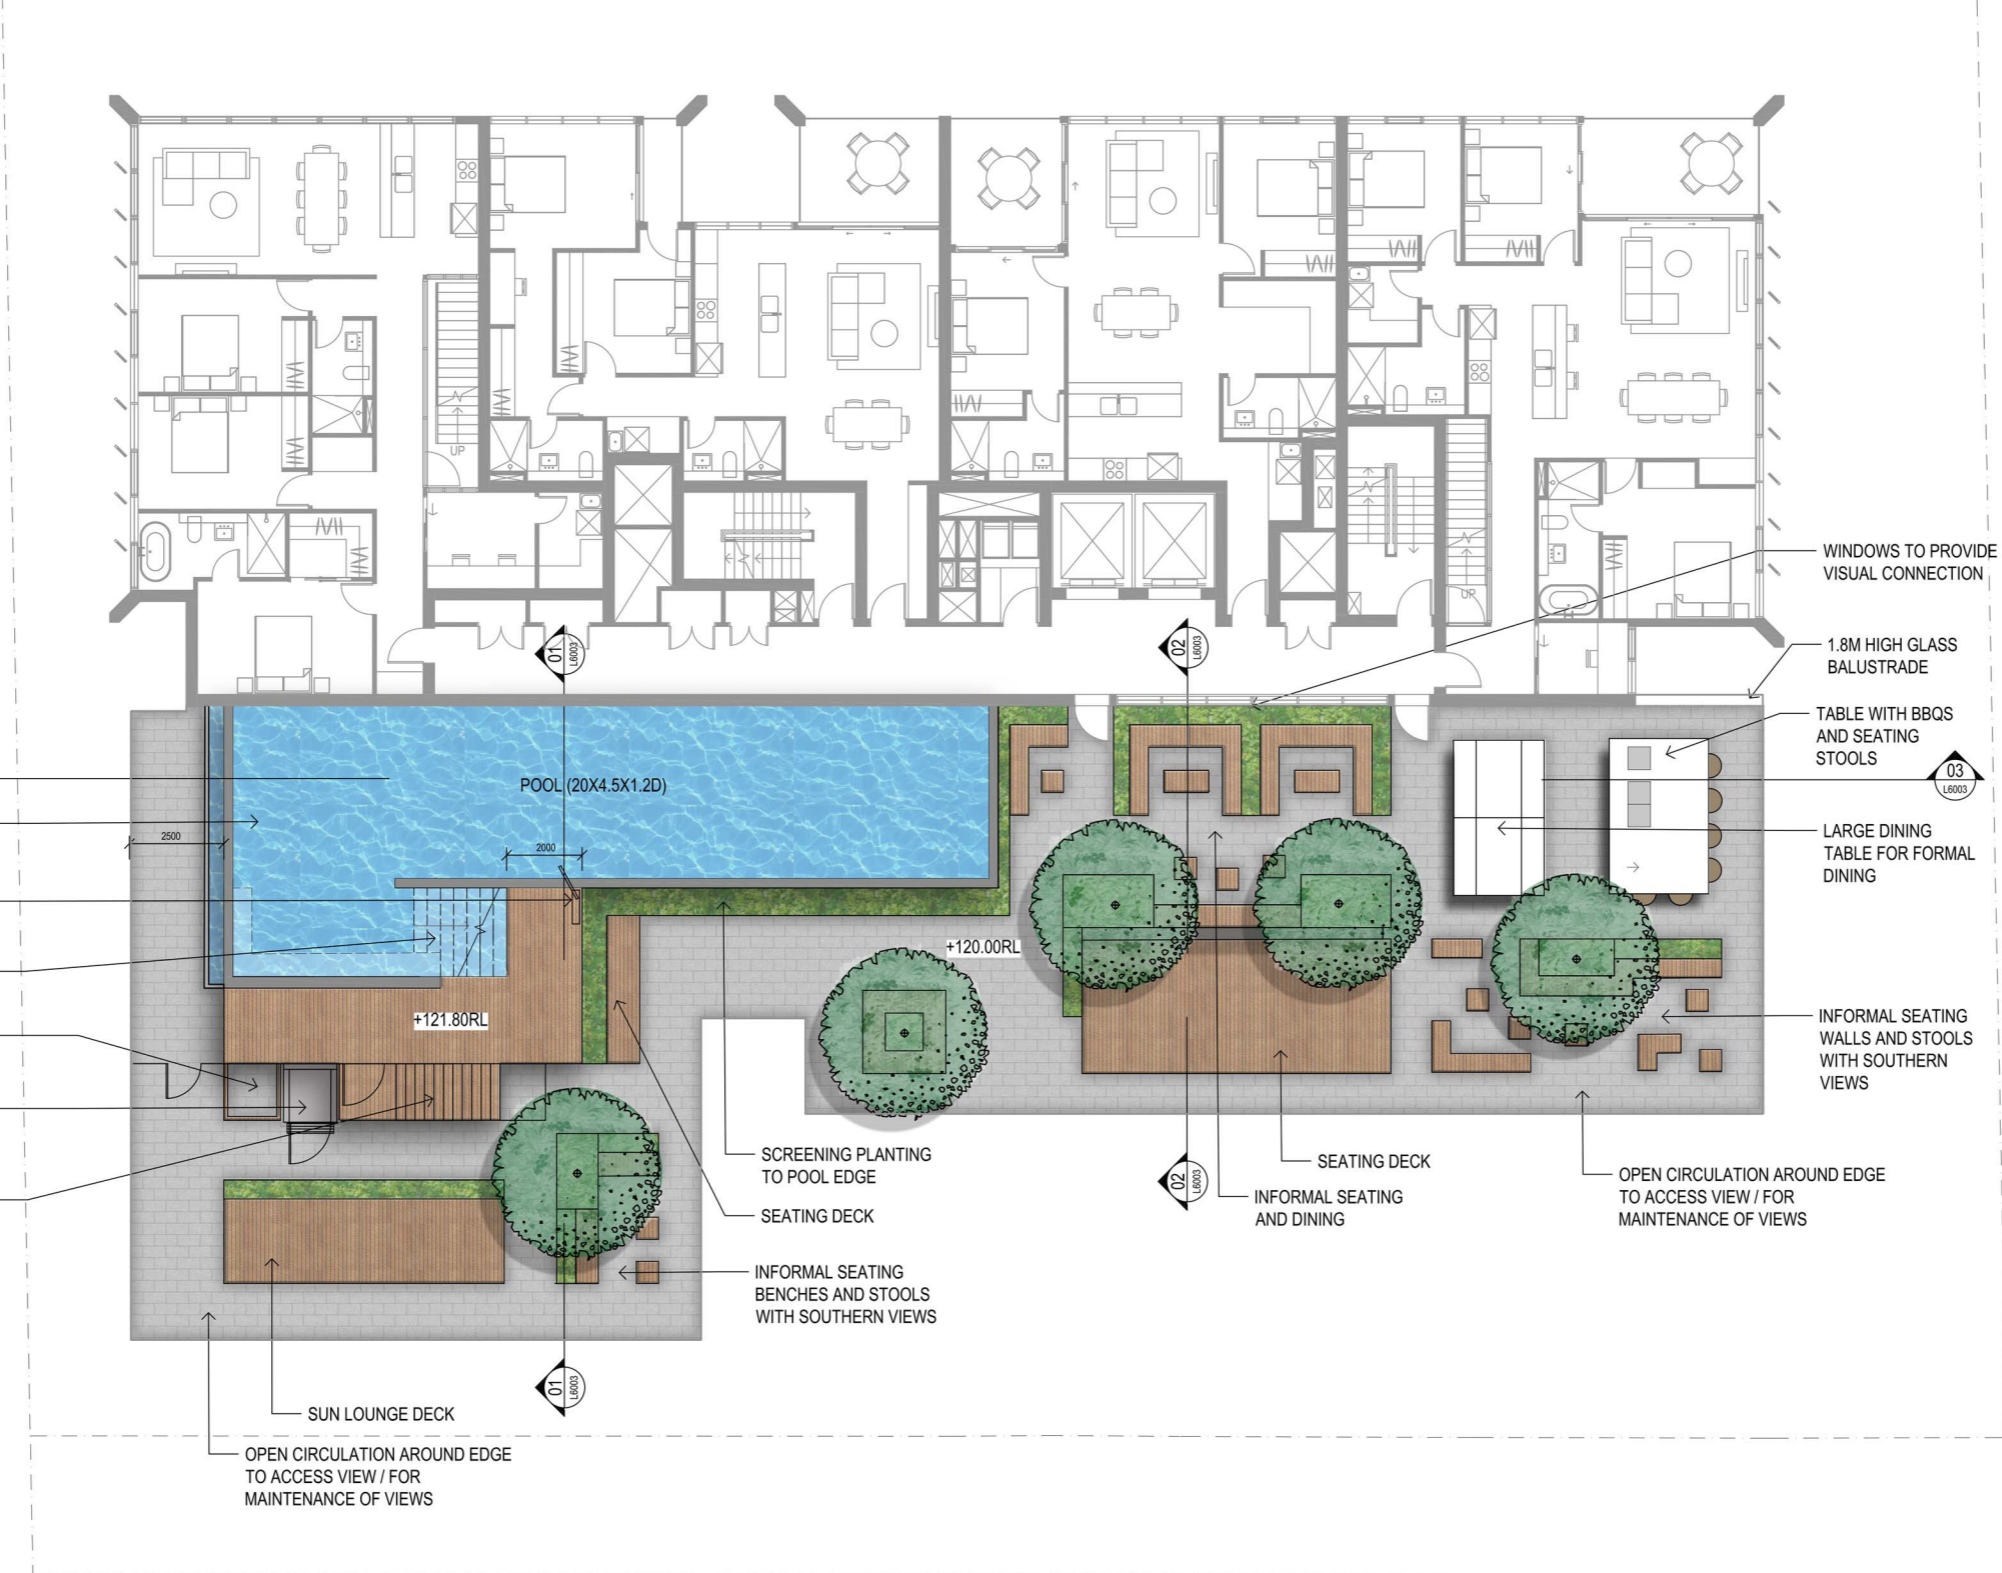 UP
UP
01
L6003
02
L6003
WINDOWS TO PROVIDE
VISUAL CONNECTION
1.8M HIGH GLASS
BALUSTRADE
TABLE WITH BBQS
AND SEATING
STOOLS
03
L6003
POOL (20X4.5X1.2D)
2500
2000
LARGE DINING
TABLE FOR FORMAL
DINING
+120.00RL
+121.80RL
INFORMAL SEATING
WALLS AND STOOLS
WITH SOUTHERN
VIEWS
SCREENING PLANTING
TO POOL EDGE
SEATING DECK
02
L6003
SEATING DECK
INFORMAL SEATING
AND DINING
OPEN CIRCULATION AROUND EDGE
TO ACCESS VIEW / FOR
MAINTENANCE OF VIEWS
INFORMAL SEATING
BENCHES AND STOOLS
WITH SOUTHERN VIEWS
01
L6003
SUN LOUNGE DECK
OPEN CIRCULATION AROUND EDGE
TO ACCESS VIEW / FOR
MAINTENANCE OF VIEWS